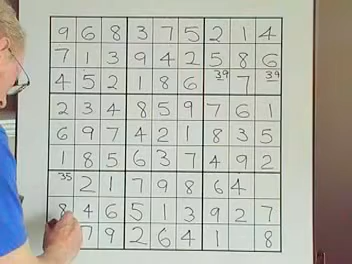 9 6 8 3 7 5 2 1 4
7 1 3 9 4 2 5 8 6
4 5 2 1 8 6 39 7 39
2 3 4 8 5 9 7 6 1
6 9 7 4 2 1 8 3 5
1 8 5 6 3 7 4 9 2
35 2 1 7 9 8 6 4
8 4 6 5 1 3 9 2 7
7 9 2 6 4 1 8